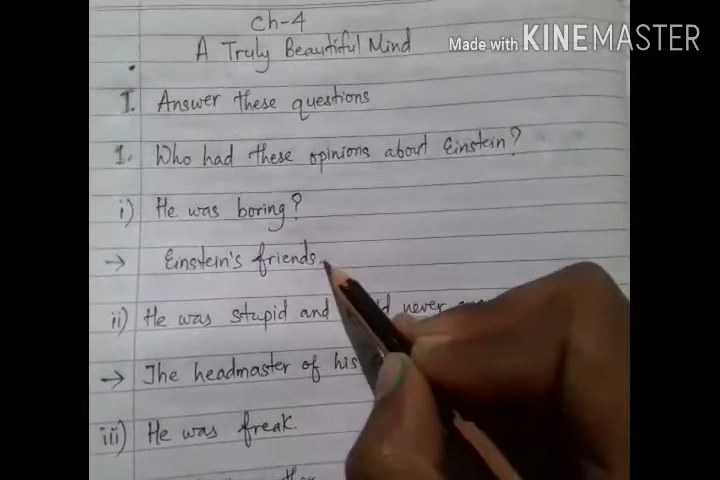 Ch-4
A Truly Beautiful Mind
Made with KINEMASTER
I. Answer these questions
1. Who had these opinions about Einstein?
i) He was boring?
→ Einstein's friends.
ii) He was stupid and never
→ The headmaster of his
iii) He was freak.